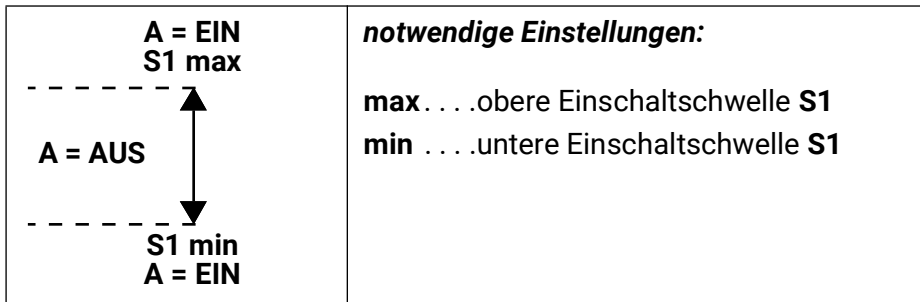 A = EIN
S1 max
A = AUS
S1 min
A = EIN
notwendige Einstellungen:
max . . . .obere Einschaltschwelle S1
min . . . .untere Einschaltschwelle S1